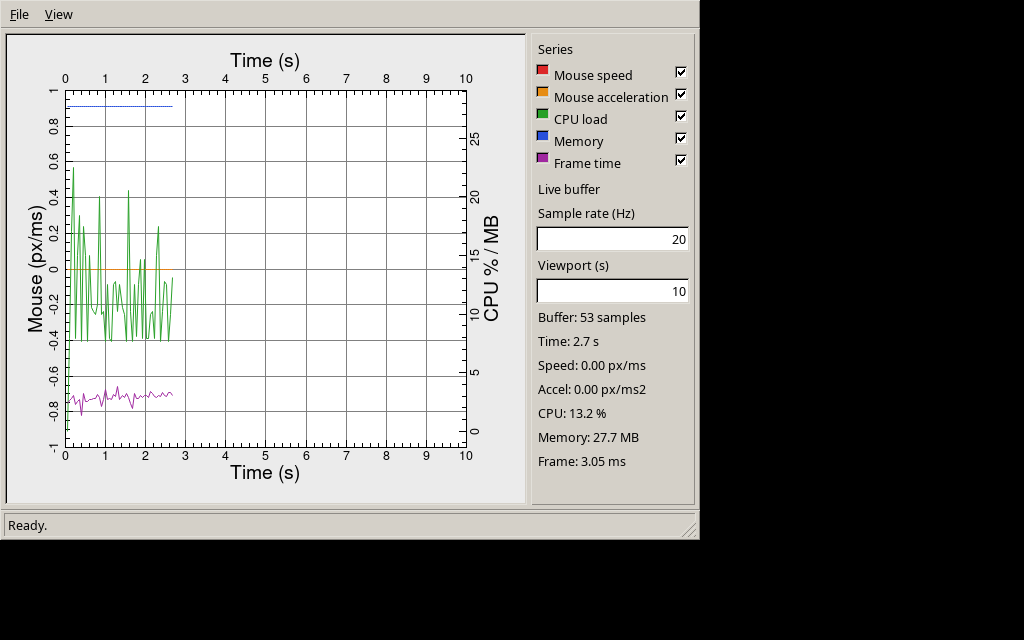 File View
Time (s)
0 1 2 3 4 5 6 7 8 9 10
1
0.8
0.6
0.4
0.2
0
-0.2
-0.4
-0.6
-0.8
-1
Mouse (px/ms)
25
20
15
10
5
0
CPU % / MB
0 1 2 3 4 5 6 7 8 9 10
Time (s)
Series
Mouse speed
Mouse acceleration
CPU load
Memory
Frame time
Live buffer
Sample rate (Hz)
20
Viewport (s)
10
Buffer: 53 samples
Time: 2.7 s
Speed: 0.00 px/ms
Accel: 0.00 px/ms2
CPU: 13.2 %
Memory: 27.7 MB
Frame: 3.05 ms
Ready.